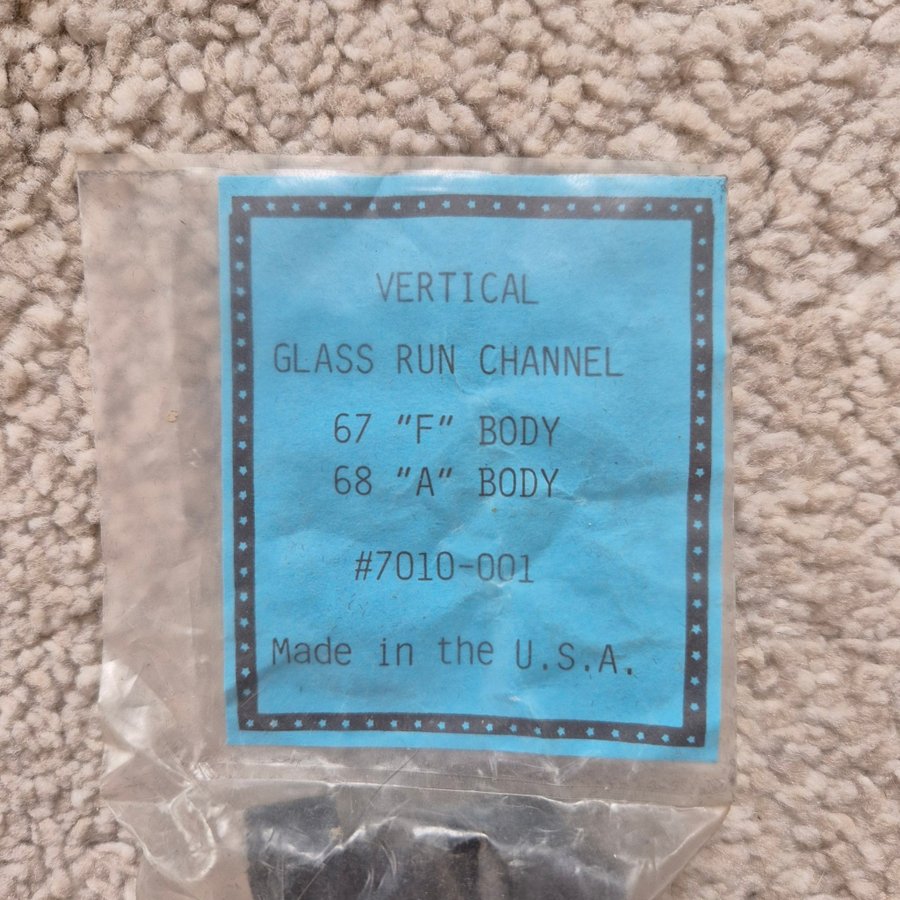 VERTICAL
GLASS RUN CHANNEL
67 "F" BODY
68 "A" BODY
#7010-001
Made in the U.S.A.